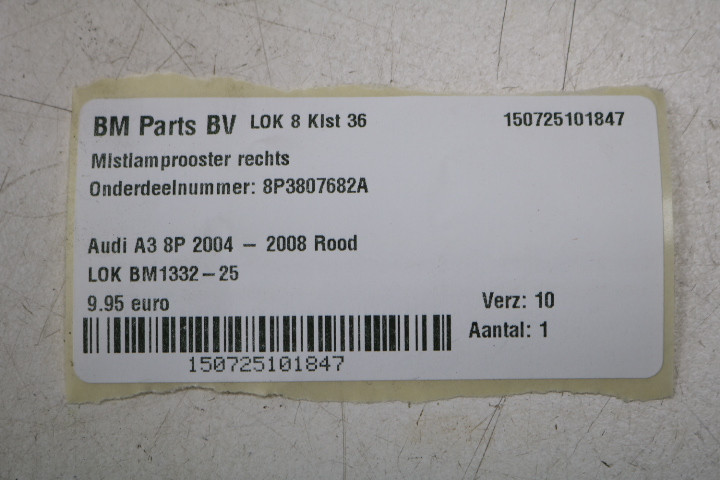 BM Parts BV LOK 8 Klst 36 150725101847
Mistlamprooster rechts
Onderdeelnummer: 8P3807682A
Audi A3 8P 2004 – 2008 Rood
LOK BM1332-25
9.95 euro Verz: 10
Aantal: 1
150725101847